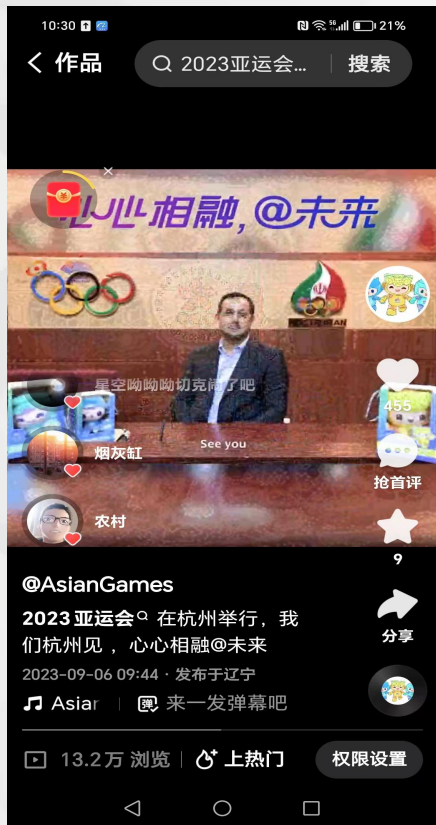 10:30
5G
21%
作品
2023亚运会...
搜索
心心相融,@未来
星空呦呦呦切克闹了吧
See you
烟灰缸
农村
455
抢首评
9
分享
@AsianGames
2023亚运会 在杭州举行，我
们杭州见 ，心心相融@未来
2023-09-06 09:44 · 发布于辽宁
Asiar
弹 来一发弹幕吧
13.2万 浏览
上热门
权限设置